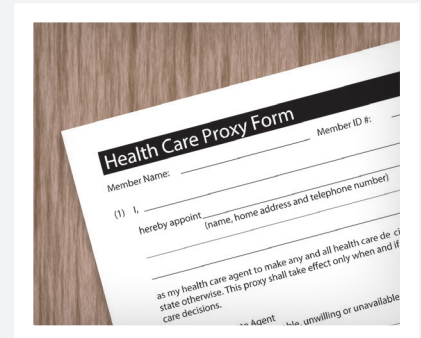 Health Care Proxy Form
Member Name: Member ID #:
(1) I,
hereby appoint
(name, home address and telephone number)
as my health care agent to make any and all health care de ci
state otherwise. This proxy shall take effect only when and if
care decisions.
Agent
unwilling or unavailable